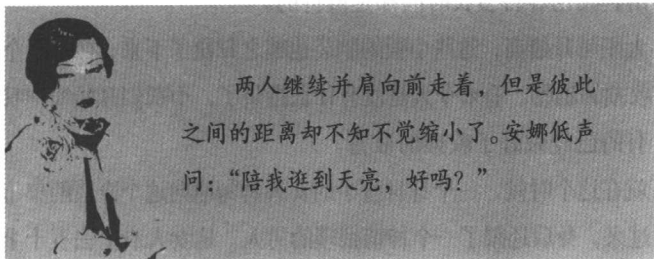 两人继续并肩向前走着，但是彼此
之间的距离却不知不觉缩小了。安娜低声
问：“陪我逛到天亮，好吗？”